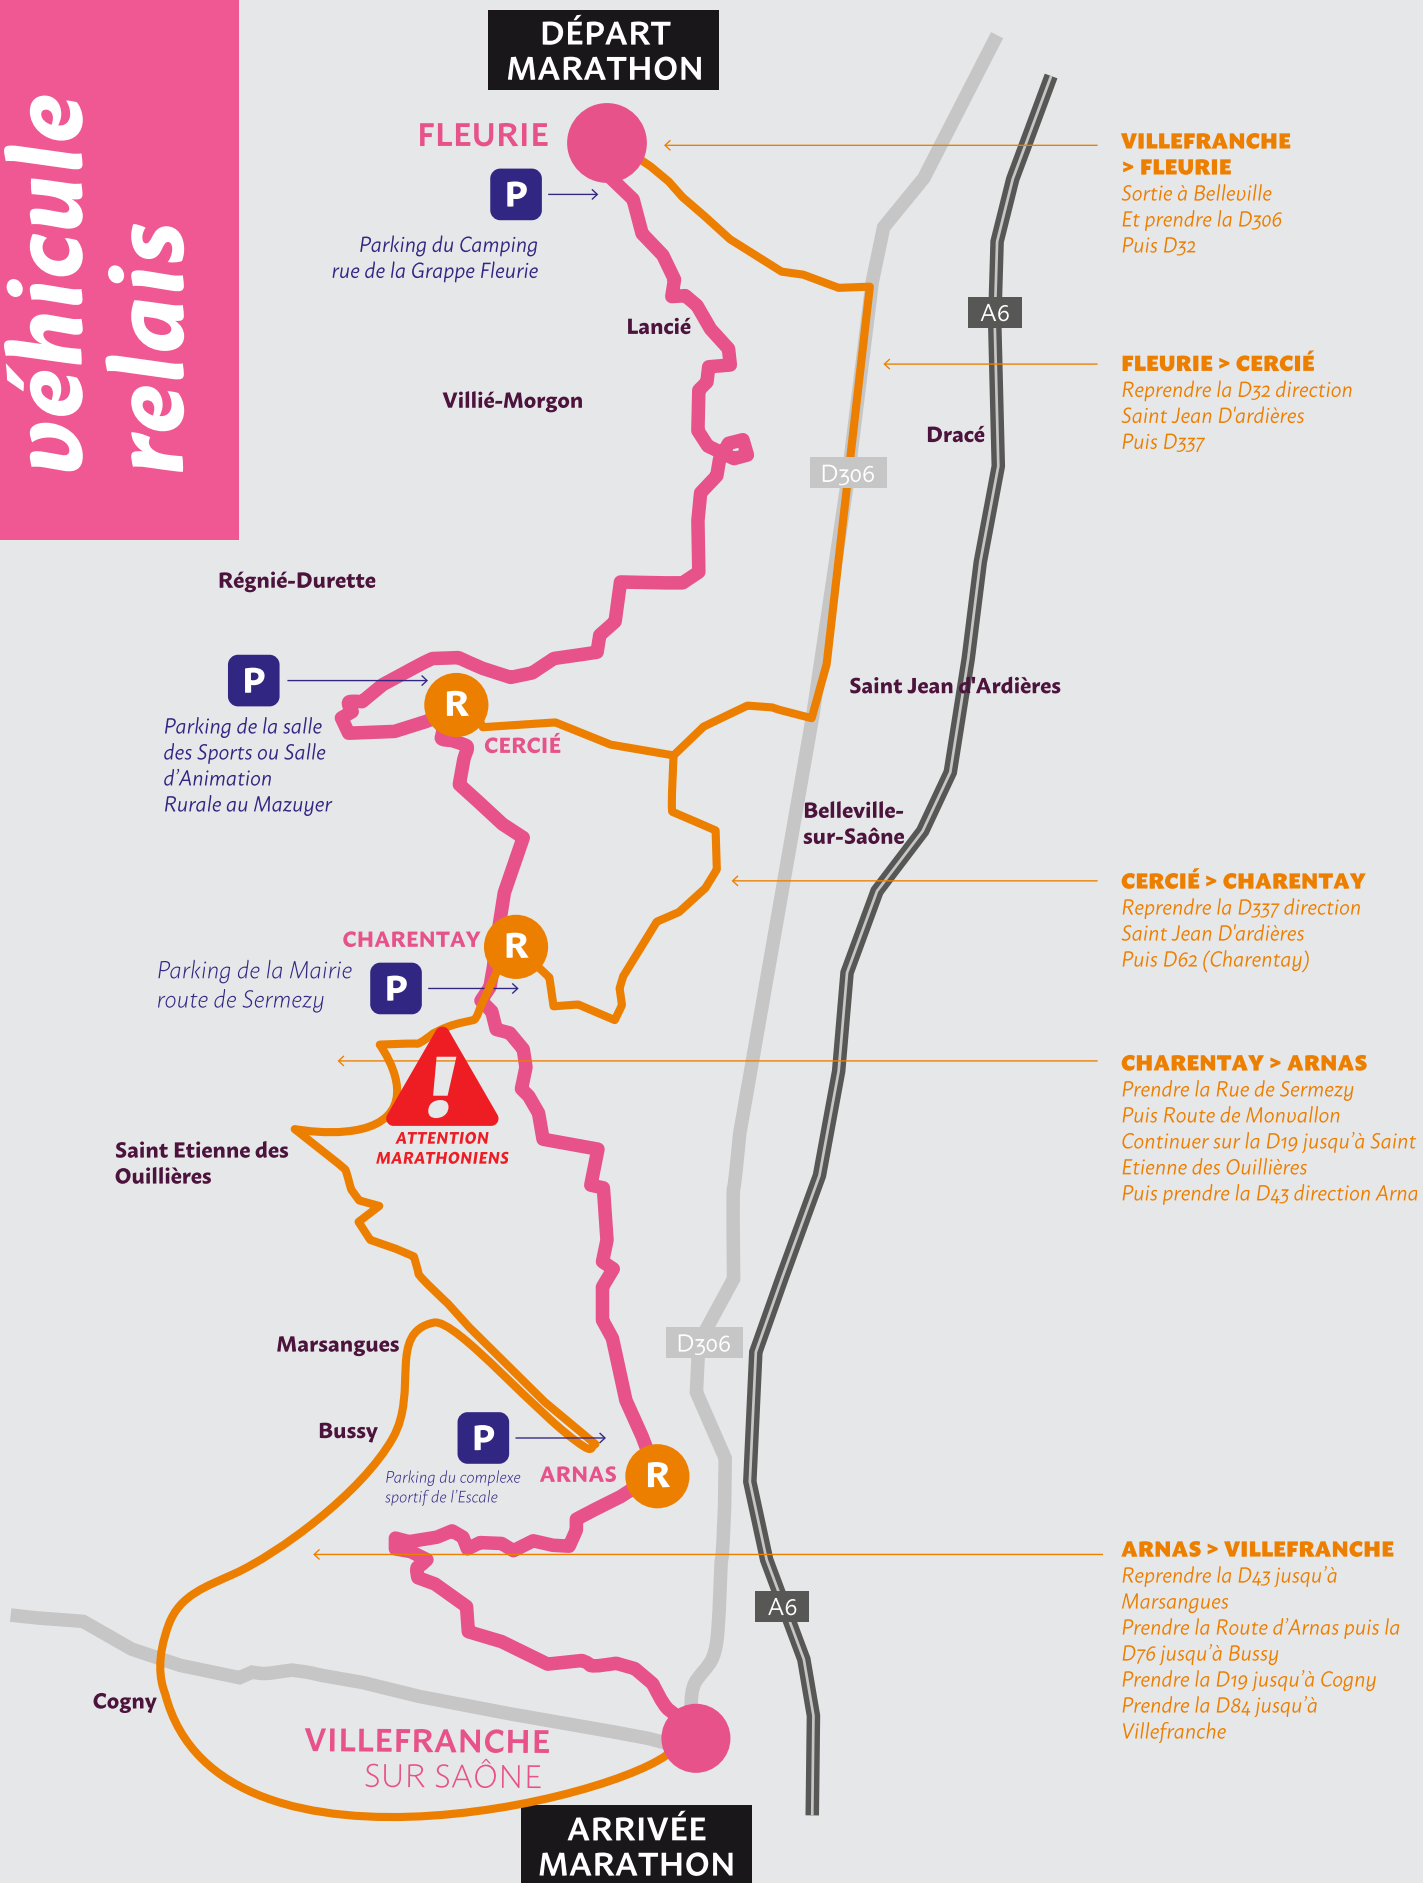 véhicule
relais
DÉPART
MARATHON
FLEURIE
P
Parking du Camping
rue de la Grappe Fleurie
VILLEFRANCHE
> FLEURIE
Sortie à Belleville
Et prendre la D306
Puis D32
A6
Lancié
FLEURIE > CERCIÉ
Reprendre la D32 direction
Saint Jean D'ardières
Puis D337
Villié-Morgon
Dracé
D306
Régnié-Durette
P
Parking de la salle
des Sports ou Salle
d'Animation
Rurale au Mazuyer
R
CERCIÉ
Saint Jean d'Ardières
Belleville-
sur-Saône
CERCIÉ > CHARENTAY
Reprendre la D337 direction
Saint Jean D'ardières
Puis D62 (Charentay)
CHARENTAY
R
Parking de la Mairie
route de Sermezy
P
!
ATTENTION
MARATHONIENS
CHARENTAY > ARNAS
Prendre la Rue de Sermezy
Puis Route de Monvallon
Continuer sur la D19 jusqu'à Saint
Etienne des Ouillières
Puis prendre la D43 direction Arna
Saint Etienne des
Ouillières
Marsangues
D306
Bussy
P
Parking du complexe
sportif de l'Escale
ARNAS
R
ARNAS > VILLEFRANCHE
Reprendre la D43 jusqu'à
Marsangues
Prendre la Route d'Arnas puis la
D76 jusqu'à Bussy
Prendre la D19 jusqu'à Cogny
Prendre la D84 jusqu'à
Villefranche
A6
Cogny
VILLEFRANCHE
SUR SAÔNE
ARRIVÉE
MARATHON